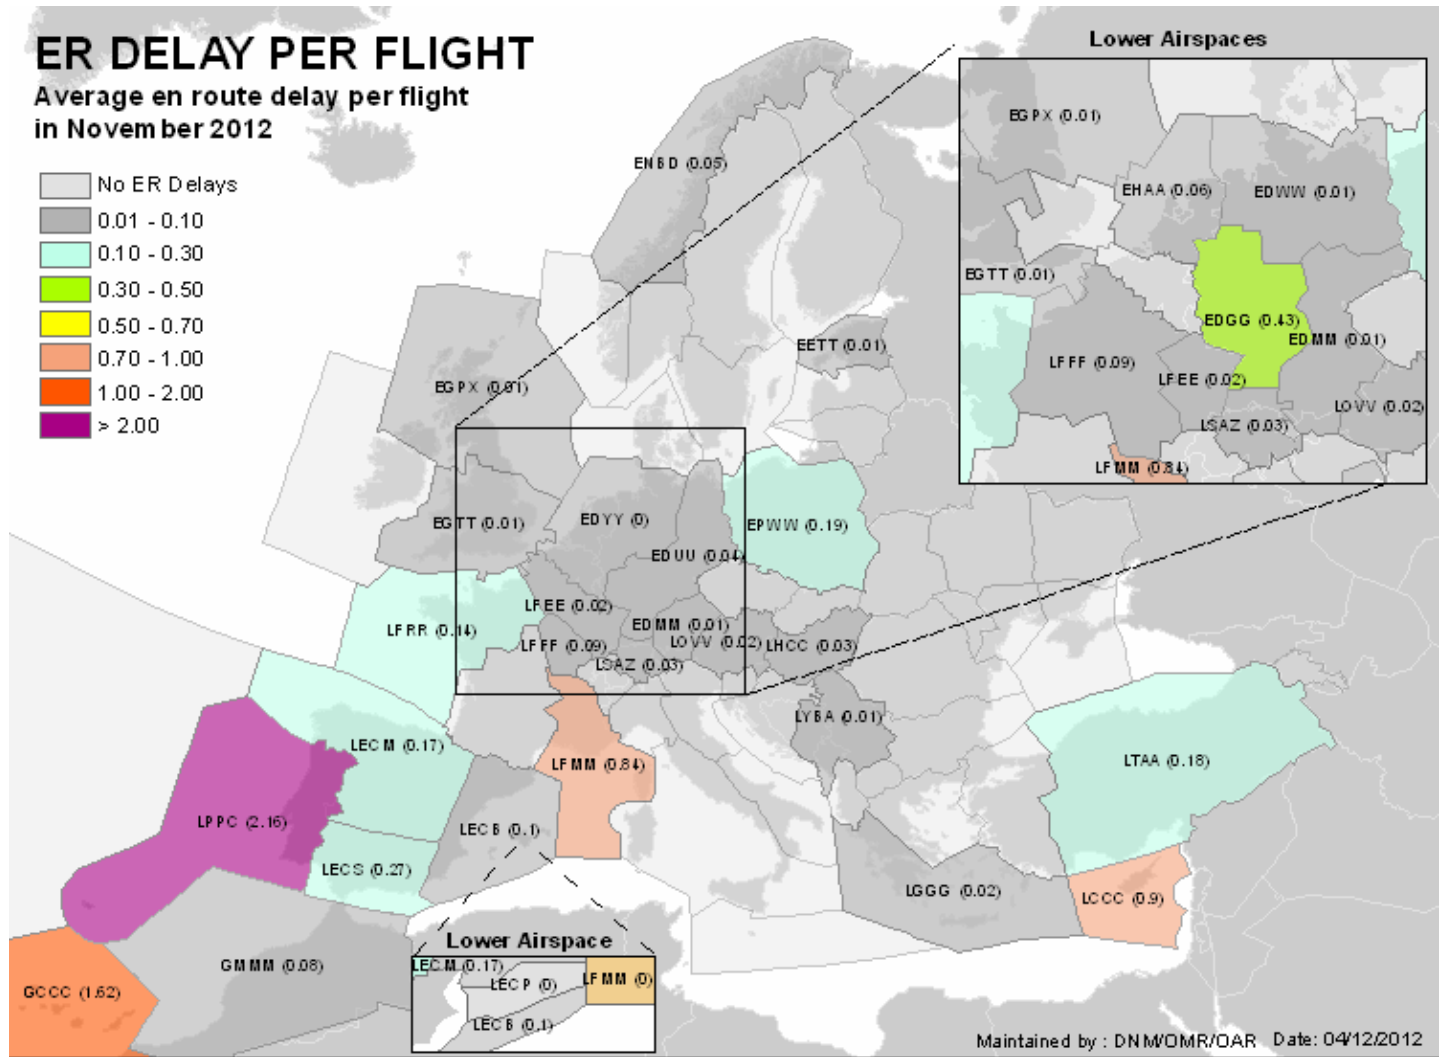 ER DELAY PER FLIGHT
Average en route delay per flight
in November 2012
No ER Delays
0.01 - 0.10
0.10 - 0.30
0.30 - 0.50
0.50 - 0.70
0.70 - 1.00
1.00 - 2.00
> 2.00
Lower Airspaces
EGPX (0.01)
EHAA (0.06)
EDWW (0.01)
EGTT (0.01)
EDGG (0.43)
EDMM (0.01)
LFFF (0.09)
LFEE (0.02)
LOVV (0.02)
LSAZ (0.03)
LFMM (0.84)
ENBD (0.05)
EETT (0.01)
EGPX (0.01)
EGTT (0.01)
EDYY (0)
EPWW (0.19)
EDUU (0.04)
LFEE (0.02)
EDMM (0.01)
LFRR (0.14)
LFFF (0.09)
LOVV (0.02)
LHCC (0.03)
LSAZ (0.03)
LYBA (0.01)
LECM (0.17)
LFMM (0.84)
LTAA (0.18)
LPPC (2.16)
LECB (0.1)
LECS (0.27)
LGGG (0.02)
LCCC (0.9)
GMMM (0.08)
GCCC (1.62)
Lower Airspace
LECM (0.17)
LECP (0)
LFMM (0)
LECB (0.1)
Maintained by : DNM/OMR/OAR Date: 04/12/2012